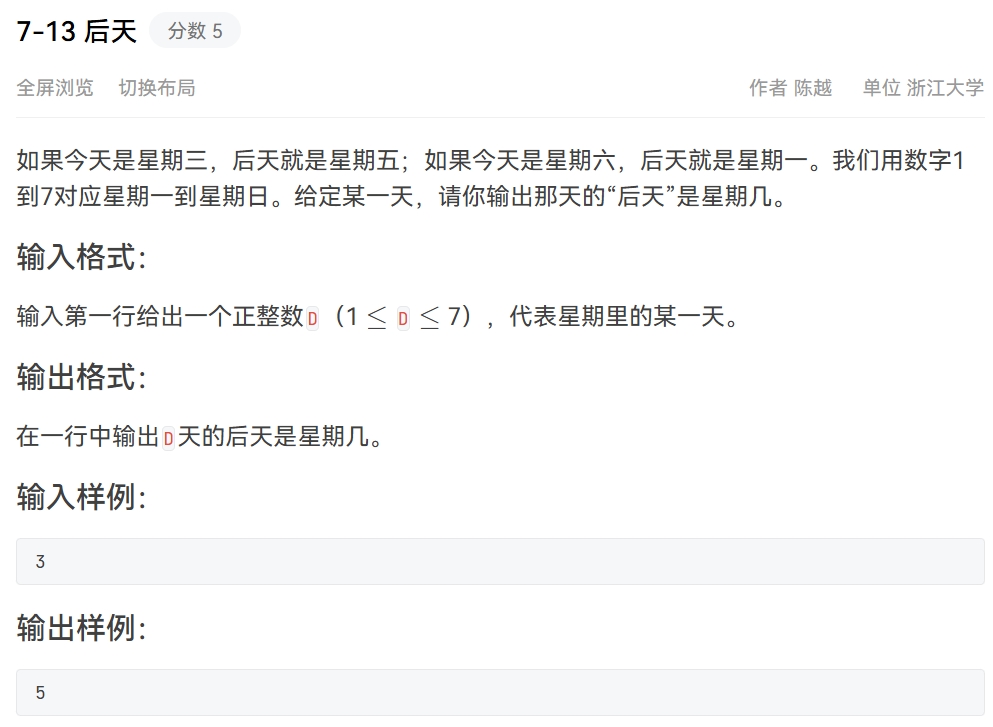 7-13 后天 分数 5
全屏浏览 切换布局 作者 陈越 单位 浙江大学
如果今天是星期三，后天就是星期五；如果今天是星期六，后天就是星期一。我们用数字1
到7对应星期一到星期日。给定某一天，请你输出那天的“后天”是星期几。
输入格式：
输入第一行给出一个正整数D（1 ≤ D ≤ 7），代表星期里的某一天。
输出格式：
在一行中输出D天的后天是星期几。
输入样例：
3
输出样例：
5